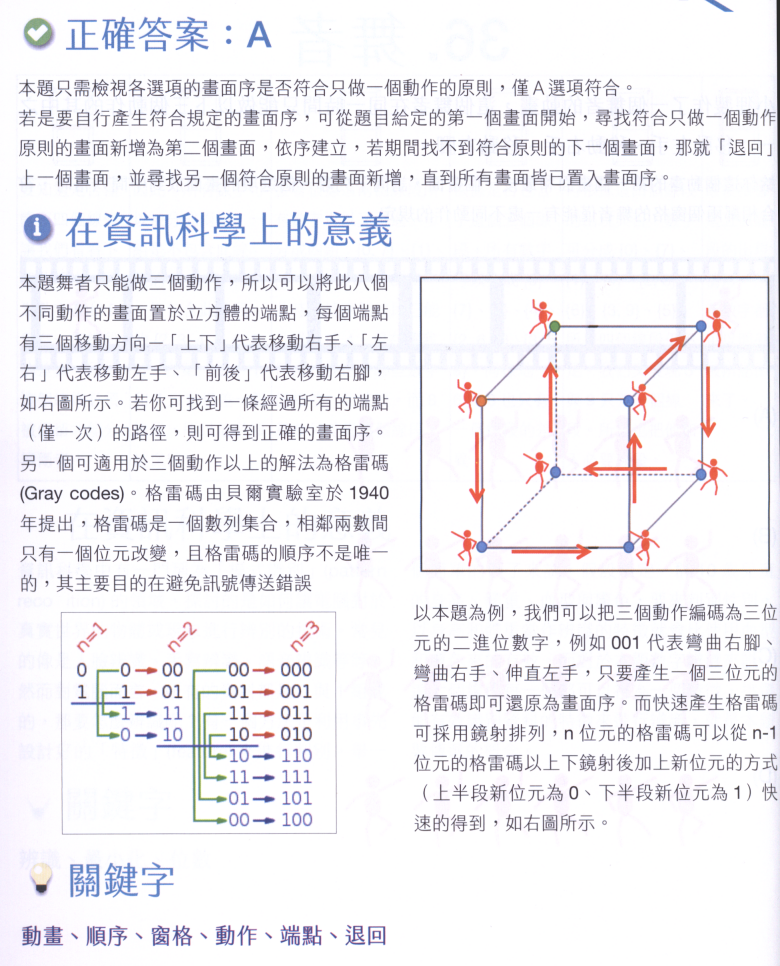 正確答案：A
本題只需檢視各選項的畫面序是否符合只做一個動作的原則，僅 A 選項符合。
若是要自行產生符合規定的畫面序，可從題目給定的第一個畫面開始，尋找符合只做一個動作
原則的畫面新增為第二個畫面，依序建立，若期間找不到符合原則的下一個畫面，那就「退回」
上一個畫面，並尋找另一個符合原則的畫面新增，直到所有畫面皆已置入畫面序。
在資訊科學上的意義
本題舞者只能做三個動作，所以可以將此八個
不同動作的畫面置於立方體的端點，每個端點
有三個移動方向－「上下」代表移動右手、「左
右」代表移動左手、「前後」代表移動右腳，
如右圖所示。若你可找到一條經過所有的端點
（僅一次）的路徑，則可得到正確的畫面序。
另一個可適用於三個動作以上的解法為格雷碼
(Gray codes)。格雷碼由貝爾實驗室於 1940
年提出，格雷碼是一個數列集合，相鄰兩數間
只有一個位元改變，且格雷碼的順序不是唯一
的，其主要目的在避免訊號傳送錯誤
n=1 n=2 n=3
0 0 00 00 000
1 1 01 01 001
1 11 11 011
0 10 10 010
10 110
11 111
01 101
00 100
以本題為例，我們可以把三個動作編碼為三位
元的二進位數字，例如 001 代表彎曲右腳、
彎曲右手、伸直左手，只要產生一個三位元的
格雷碼即可還原為畫面序。而快速產生格雷碼
可採用鏡射排列，n 位元的格雷碼可以從 n-1
位元的格雷碼以上下鏡射後加上新位元的方式
（上半段新位元為 0、下半段新位元為 1）快
速的得到，如右圖所示。
關鍵字
動畫、順序、窗格、動作、端點、退回